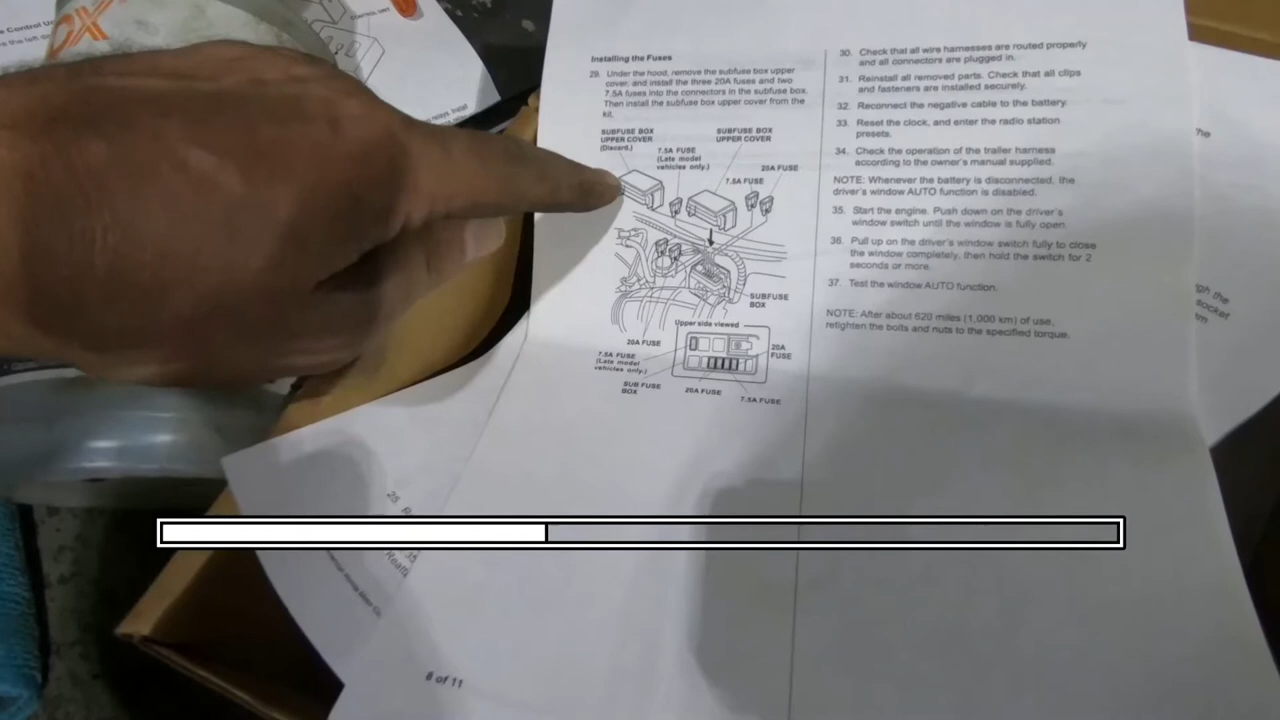 OX
CONTROL UNIT
e Control Un
Installing the Fuses
29. Under the hood, remove the subfuse box upper
cover, and install the three 20A fuses and two
7.5A fuses into the connectors in the subfuse box.
Then install the subfuse box upper cover from the
kit.
SUBFUSE BOX
UPPER COVER
(Discard.)
7.5A FUSE
(Late model
vehicles only.)
SUBFUSE BOX
UPPER COVER
20A FUSE
7.5A FUSE
SUBFUSE
BOX
Upper side viewed
20A FUSE
20A
FUSE
7.5A FUSE
(Late model
vehicles only.)
SUB FUSE
BOX
20A FUSE
7.5A FUSE
30. Check that all wire harnesses are routed properly
and all connectors are plugged in.
31. Reinstall all removed parts. Check that all clips
and fasteners are installed securely.
32. Reconnect the negative cable to the battery.
33. Reset the clock, and enter the radio station
presets.
34. Check the operation of the trailer harness
according to the owner's manual supplied.
NOTE: Whenever the battery is disconnected, the
driver's window AUTO function is disabled.
35. Start the engine. Push down on the driver's
window switch until the window is fully open.
36. Pull up on the driver's window switch fully to close
the window completely, then hold the switch for 2
seconds or more.
37. Test the window AUTO function.
NOTE: After about 620 miles (1,000 km) of use,
retighten the bolts and nuts to the specified torque.
the
socket
25
35
8 of 11